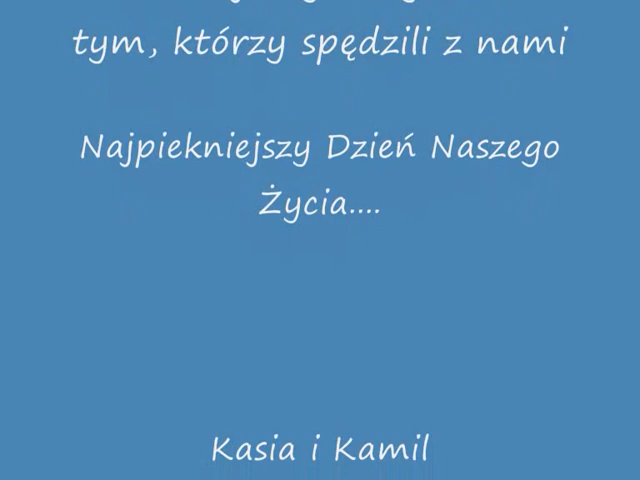 tym, którzy spędzili z nami
Najpiekniejszy Dzień Naszego
Życia....
Kasia i Kamil